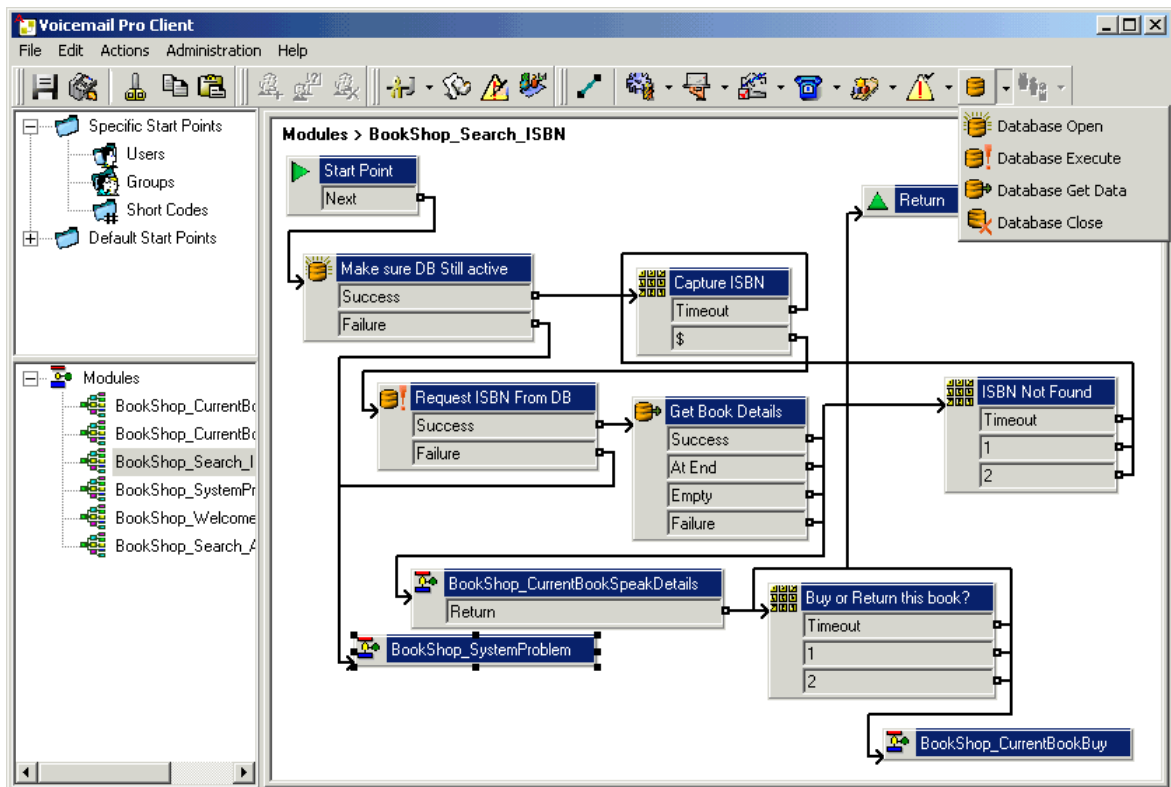 Voicemail Pro Client
File Edit Actions Administration Help
Specific Start Points
Users
Groups
Short Codes
Default Start Points
Modules
BookShop_CurrentBo
BookShop_CurrentBo
BookShop_Search_I
BookShop_SystemPr
BookShop_Welcome
BookShop_Search_A
Modules > BookShop_Search_ISBN
Start Point
Next
Return
Database Open
Database Execute
Database Get Data
Database Close
Make sure DB Still active
Success
Failure
Capture ISBN
Timeout
$
Request ISBN From DB
Success
Failure
Get Book Details
Success
At End
Empty
Failure
ISBN Not Found
Timeout
1
2
BookShop_CurrentBookSpeakDetails
Return
BookShop_SystemProblem
Buy or Return this book?
Timeout
1
2
BookShop_CurrentBookBuy